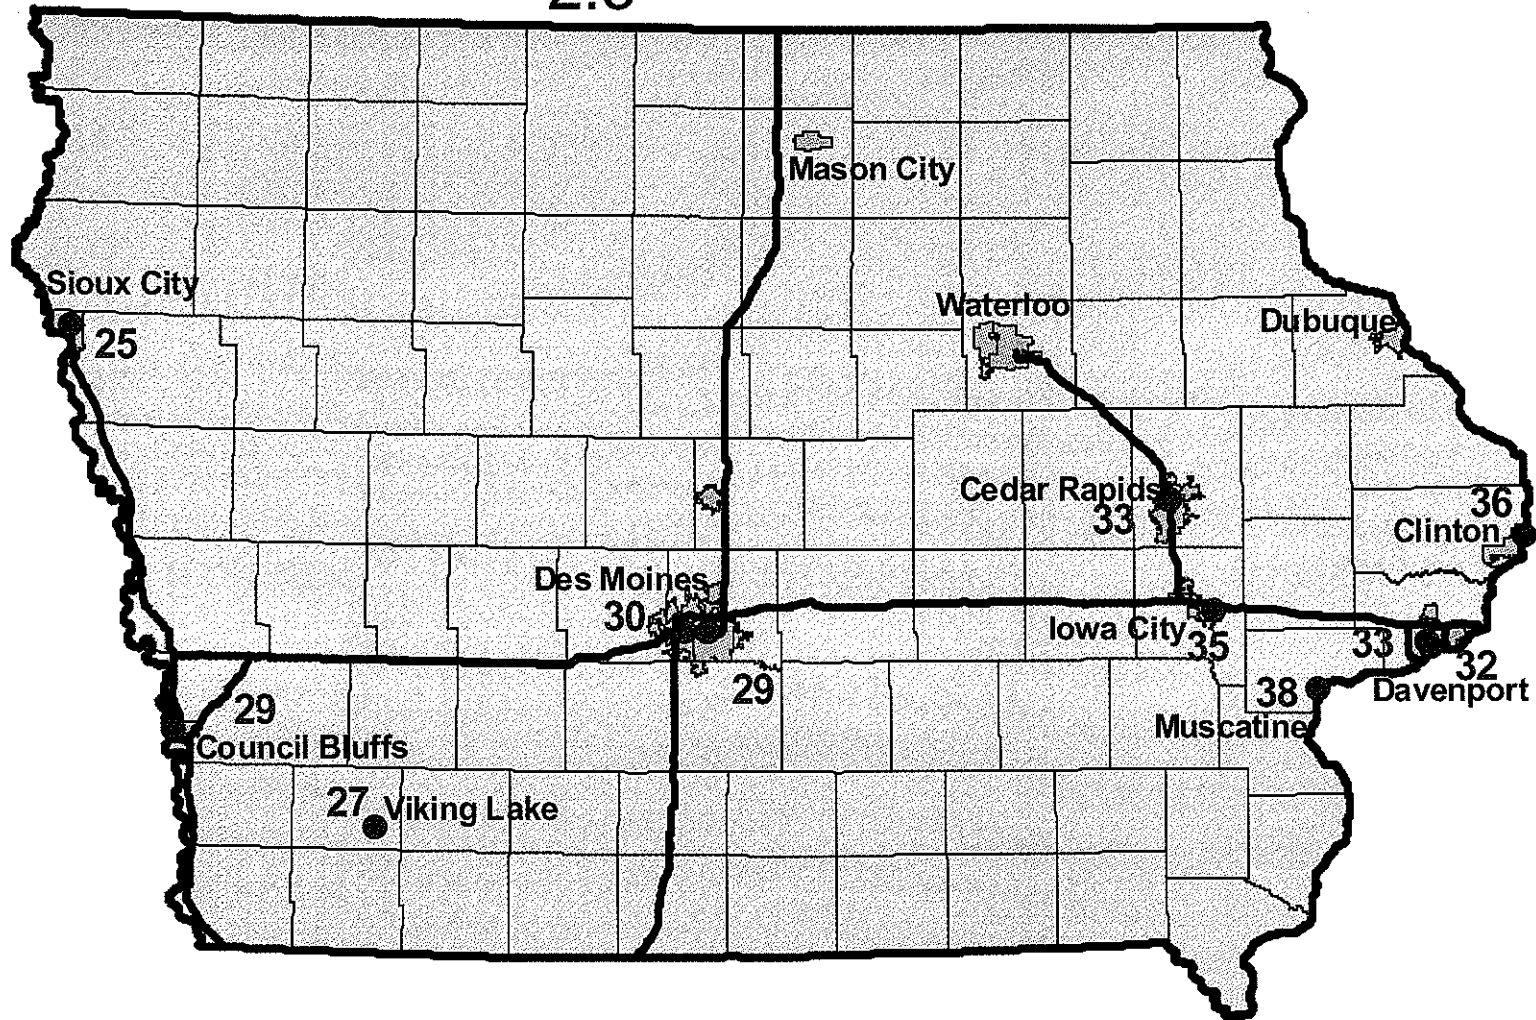 Mason City
Sioux City
25
Waterloo
Dubuque
Cedar Rapids
33
36
Clinton
Des Moines
30
29
Iowa City
35
33
32
Davenport
38
Muscatine
29
Council Bluffs
27 Viking Lake